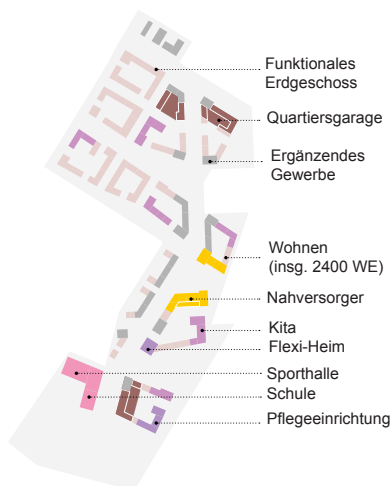 Funktionales
Erdgeschoss
Quartiersgarage
Ergänzendes
Gewerbe
Wohnen
(insg. 2400 WE)
Nahversorger
Kita
Flexi-Heim
Sporthalle
Schule
Pflegeeinrichtung